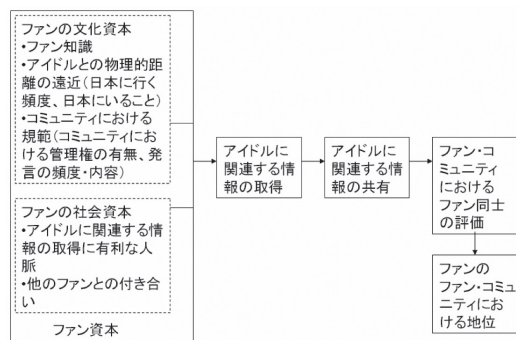 ファンの文化資本
・ファン知識
・アイドルとの物理的距
離の遠近(日本に行く
頻度、日本にいること)
・コミュニティにおける
規範(コミュニティにお
ける管理権の有無、発
言の頻度・内容)
ファンの社会資本
・アイドルに関連する情
報の取得に有利な人
脈
・他のファンとの付き合
い
ファン資本
アイドルに
関連する情
報の取得
アイドルに
関連する情
報の共有
ファン・コ
ミュニティ
における
ファン同士
の評価
ファンの
ファン・コミュ
ニティにお
ける地位